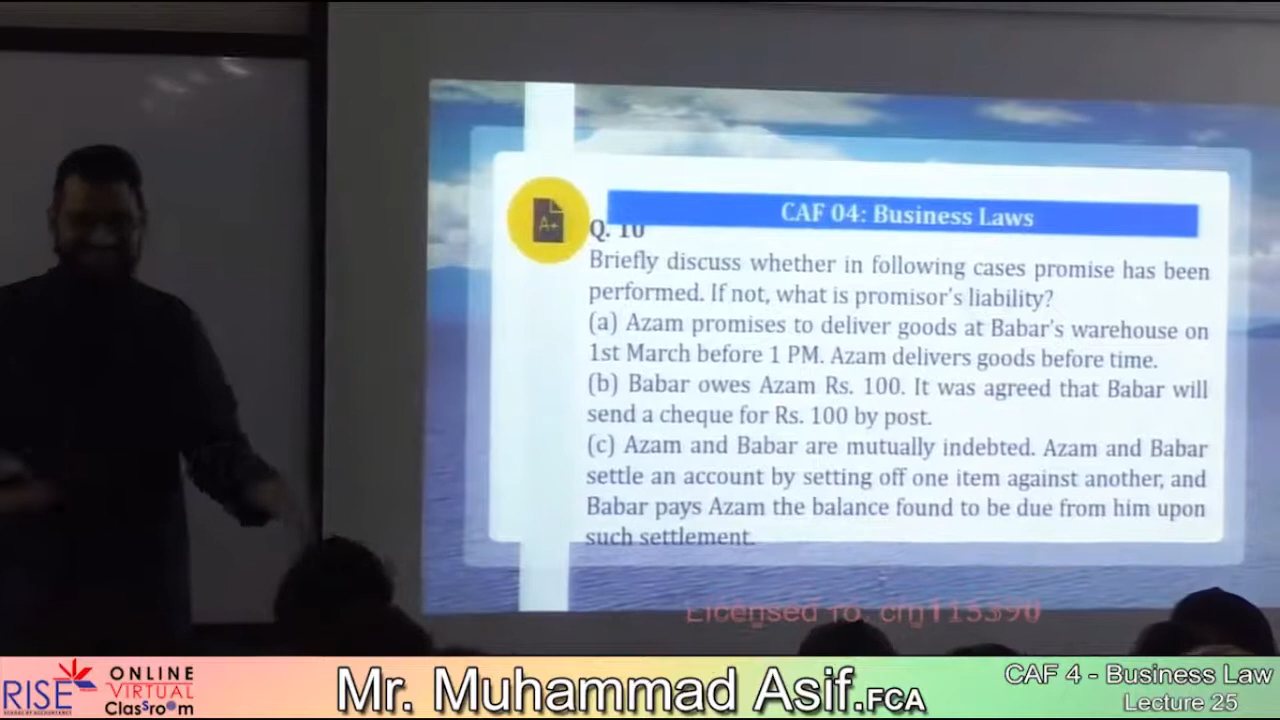 CAF 04: Business Laws
A+
Q. 10
Briefly discuss whether in following cases promise has been
performed. If not, what is promisor's liability?
(a) Azam promises to deliver goods at Babar's warehouse on
1st March before 1 PM. Azam delivers goods before time.
(b) Babar owes Azam Rs. 100. It was agreed that Babar will
send a cheque for Rs. 100 by post.
(c) Azam and Babar are mutually indebted. Azam and Babar
settle an account by setting off one item against another, and
Babar pays Azam the balance found to be due from him upon
such settlement.
Licensed to:
RISE
ONLINE
VIRTUAL
Classroom
Mr. Muhammad Asif.FCA
CAF 4 - Business Law
Lecture 25